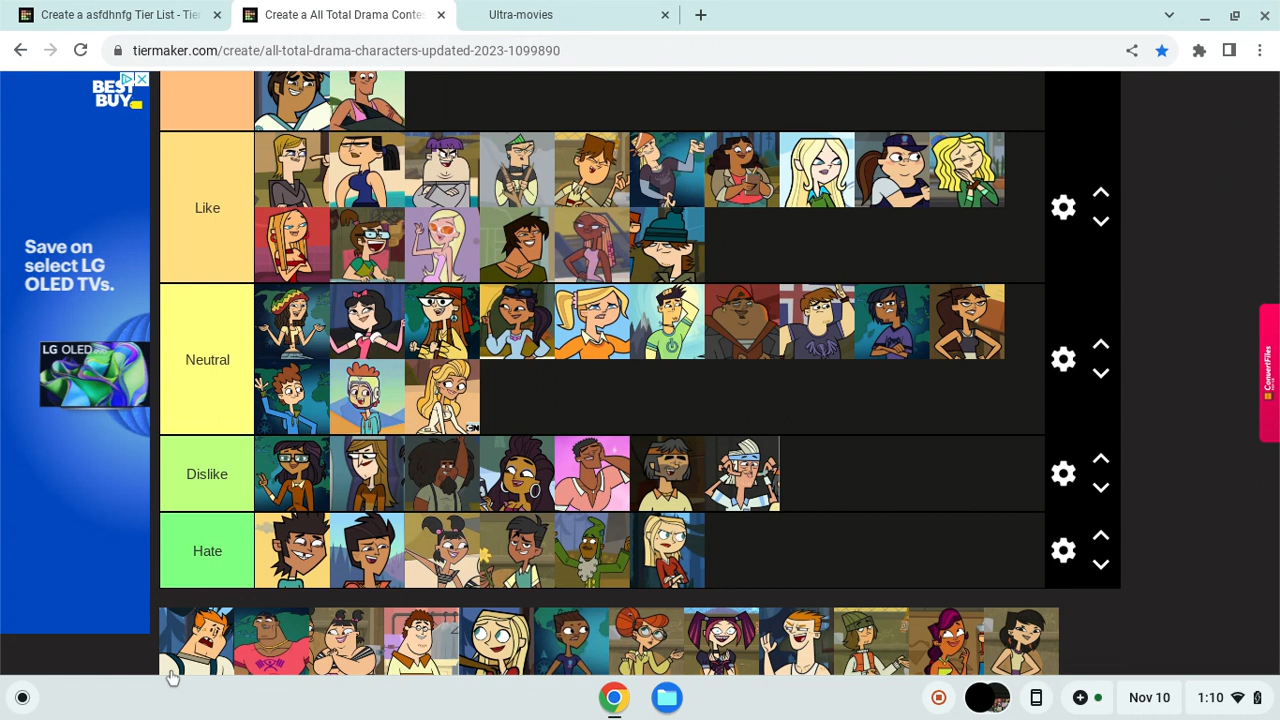 Create a asfdhnfg Tier List - Tier
Create a All Total Drama Contes
Ultra-movies
tiermaker.com/create/all-total-drama-characters-updated-2023-1099890
BEST
BUY
Save on
select LG
OLED TVs.
LG OLED
Like
Neutral
Dislike
Hate
ConvertFiles
Nov 10
1:10